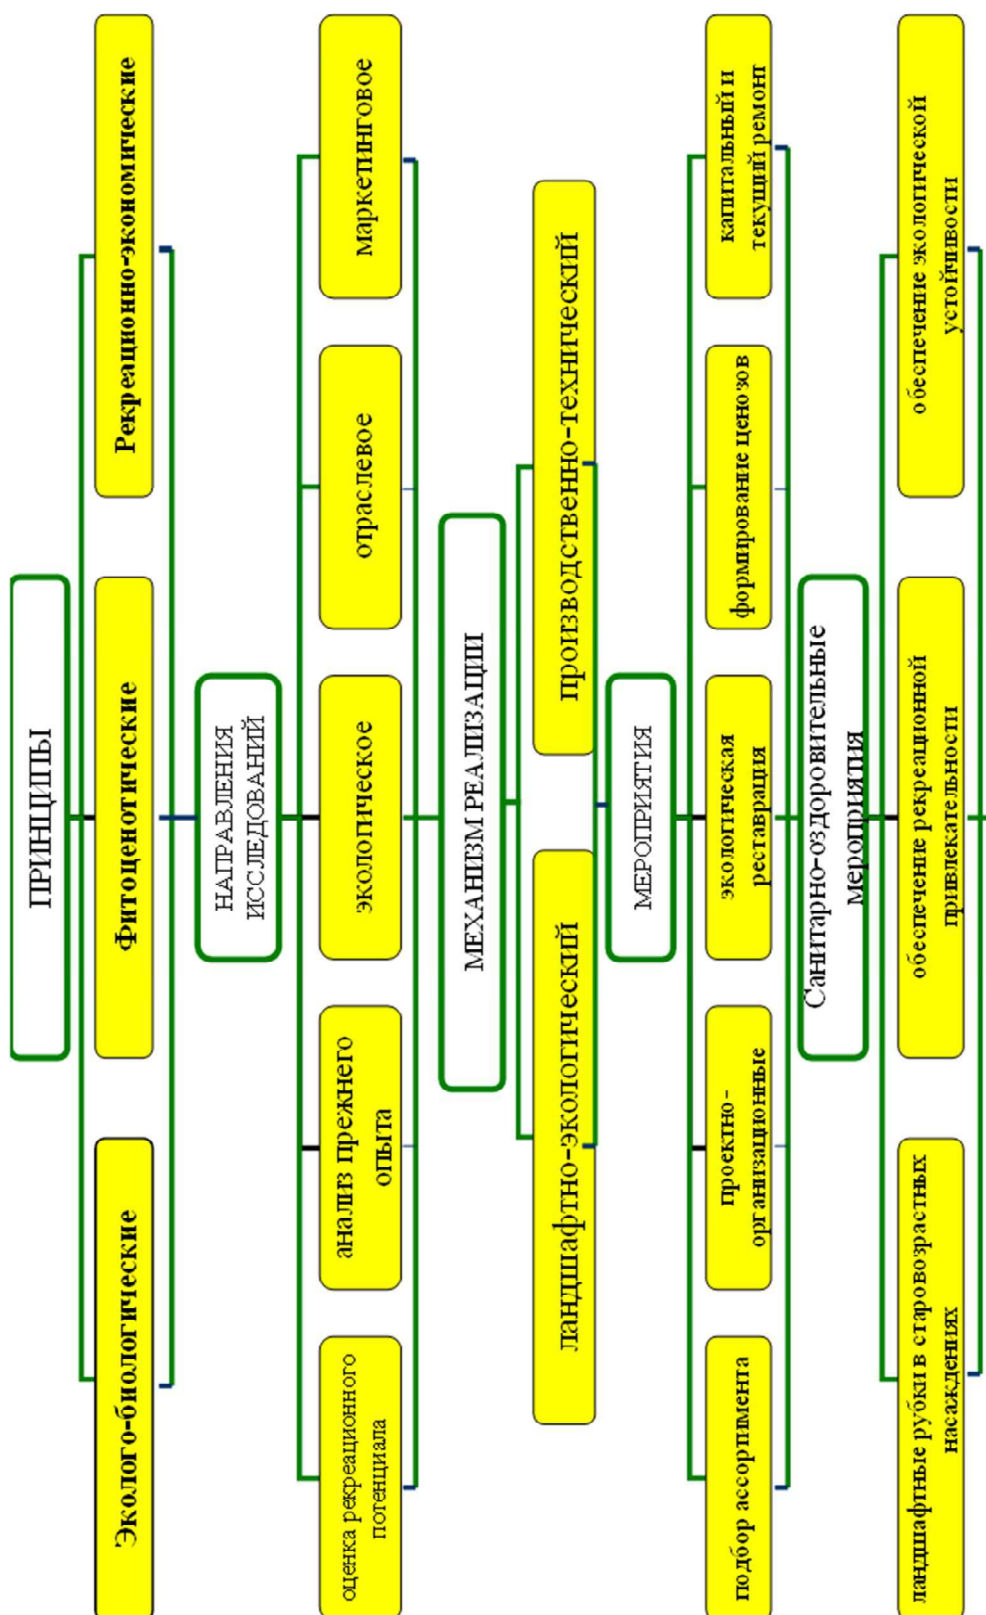 ПРИНЦИПЫ
Эколого-биологические
Фитоценотические
Рекреационно-экономические
НАПРАВЛЕНИЯ
ИССЛЕДОВАНИЙ
оценка рекреационного
потенциала
анализ прежнего
опыта
экологическое
отраслевое
маркетинговое
МЕХАНИЗМ РЕАЛИЗАЦИИ
ландшафтно-экологический
производственно-технический
МЕРОПРИЯТИЯ
подбор ассортимента
проектно-
организационные
экологическая
реставрация
формирование ценозов
капитальный и
текущий ремонт
Санитарно-оздоровительные
мероприятия
ландшафтные рубки в старовозрастных
насаждениях
обеспечение рекреационной
привлекательности
обеспечение экологической
устойчивости